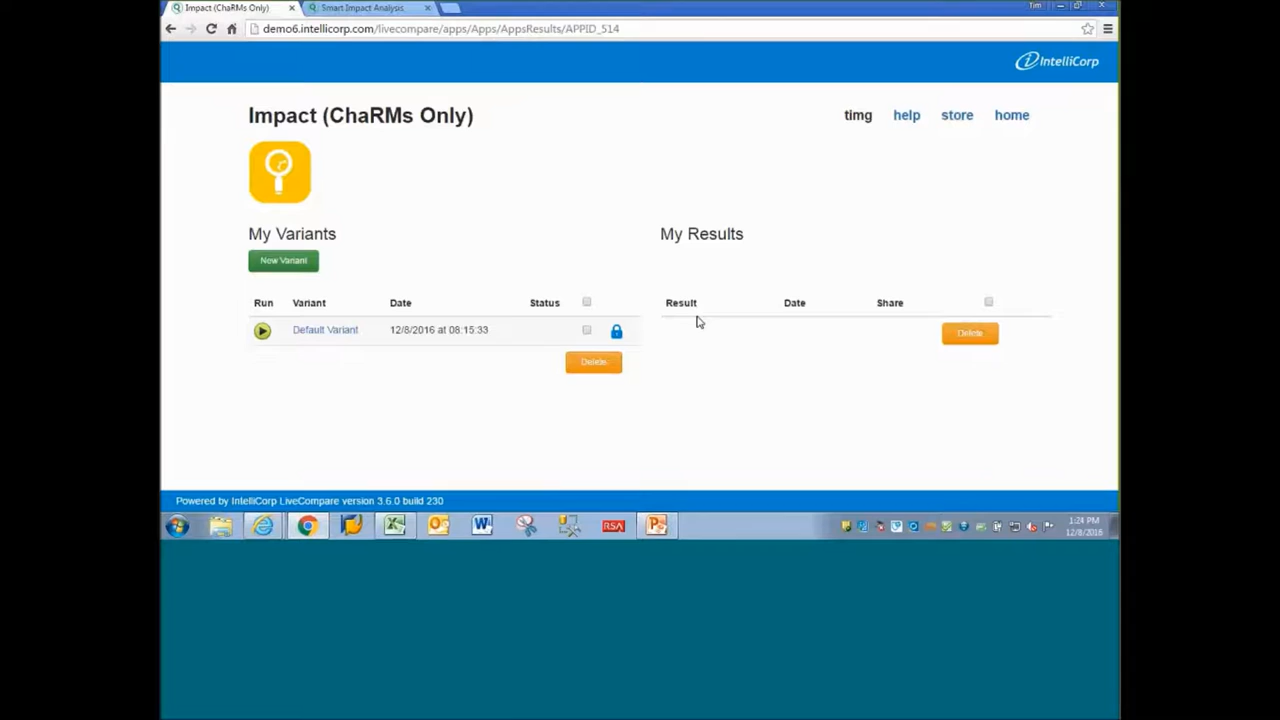 Impact (ChaRMs Only)
Smart Impact Analysis
Tim
demo6.intellicorp.com/livecompare/apps/Apps/AppsResults/APPID_514
IntelliCorp
Impact (ChaRMs Only)
timg help store home
My Variants
My Results
New Variant
Run Variant Date Status
Result Date Share
Default Variant 12/8/2016 at 08:15:33
Delete
Delete
Powered by IntelliCorp LiveCompare version 3.6.0 build 230
RSA
1:24 PM
12/8/2016